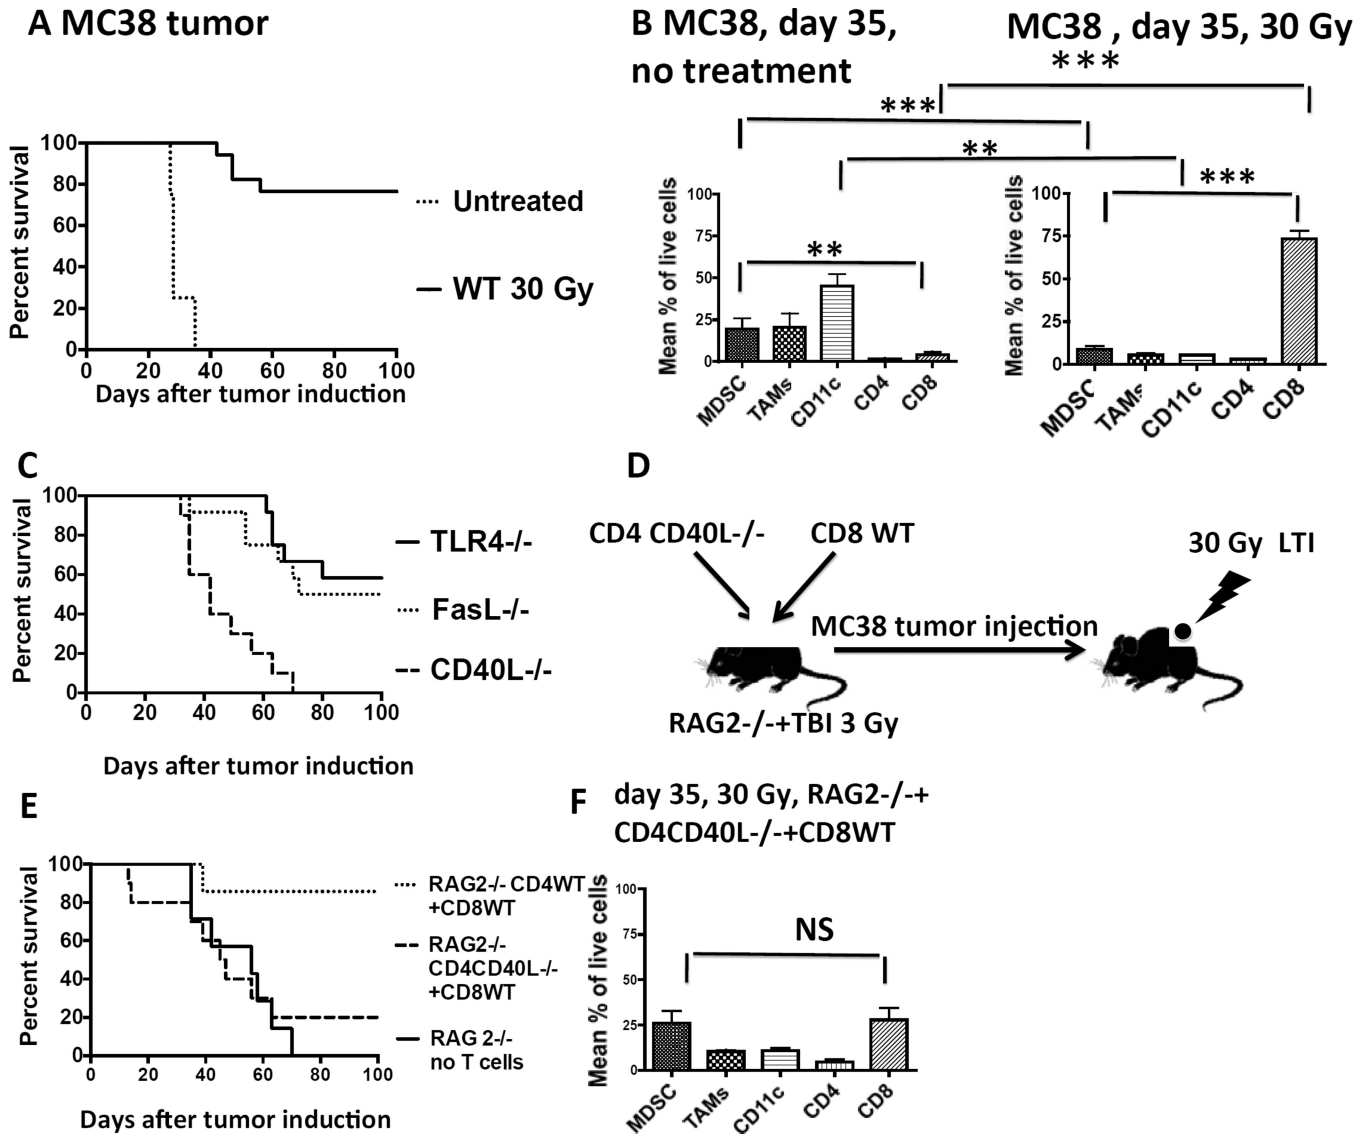 A MC38 tumor
Percent survival
100
80
60
40
20
0
0 20 40 60 80 100
Days after tumor induction
Untreated
WT 30 Gy
B MC38, day 35,
no treatment
MC38 , day 35, 30 Gy
***
***
**
***
**
Mean % of live cells
100
75
50
25
0
MDSC TAMs CD11c CD4 CD8
Mean % of live cells
100
75
50
25
0
MDSC TAMs CD11c CD4 CD8
C
Percent survival
100
80
60
40
20
0
0 20 40 60 80 100
Days after tumor induction
TLR4-/-
FasL-/-
CD40L-/-
D
CD4 CD40L-/- CD8 WT
30 Gy LTI
MC38 tumor injection
RAG2-/-+TBI 3 Gy
E
Percent survival
100
80
60
40
20
0
0 20 40 60 80 100
Days after tumor induction
RAG2-/- CD4WT
+CD8WT
RAG2-/-
CD4CD40L-/-
+CD8WT
RAG 2-/-
no T cells
F
day 35, 30 Gy, RAG2-/-+
CD4CD40L-/-+CD8WT
Mean % of live cells
100
75
50
25
0
NS
MDSC TAMs CD11c CD4 CD8